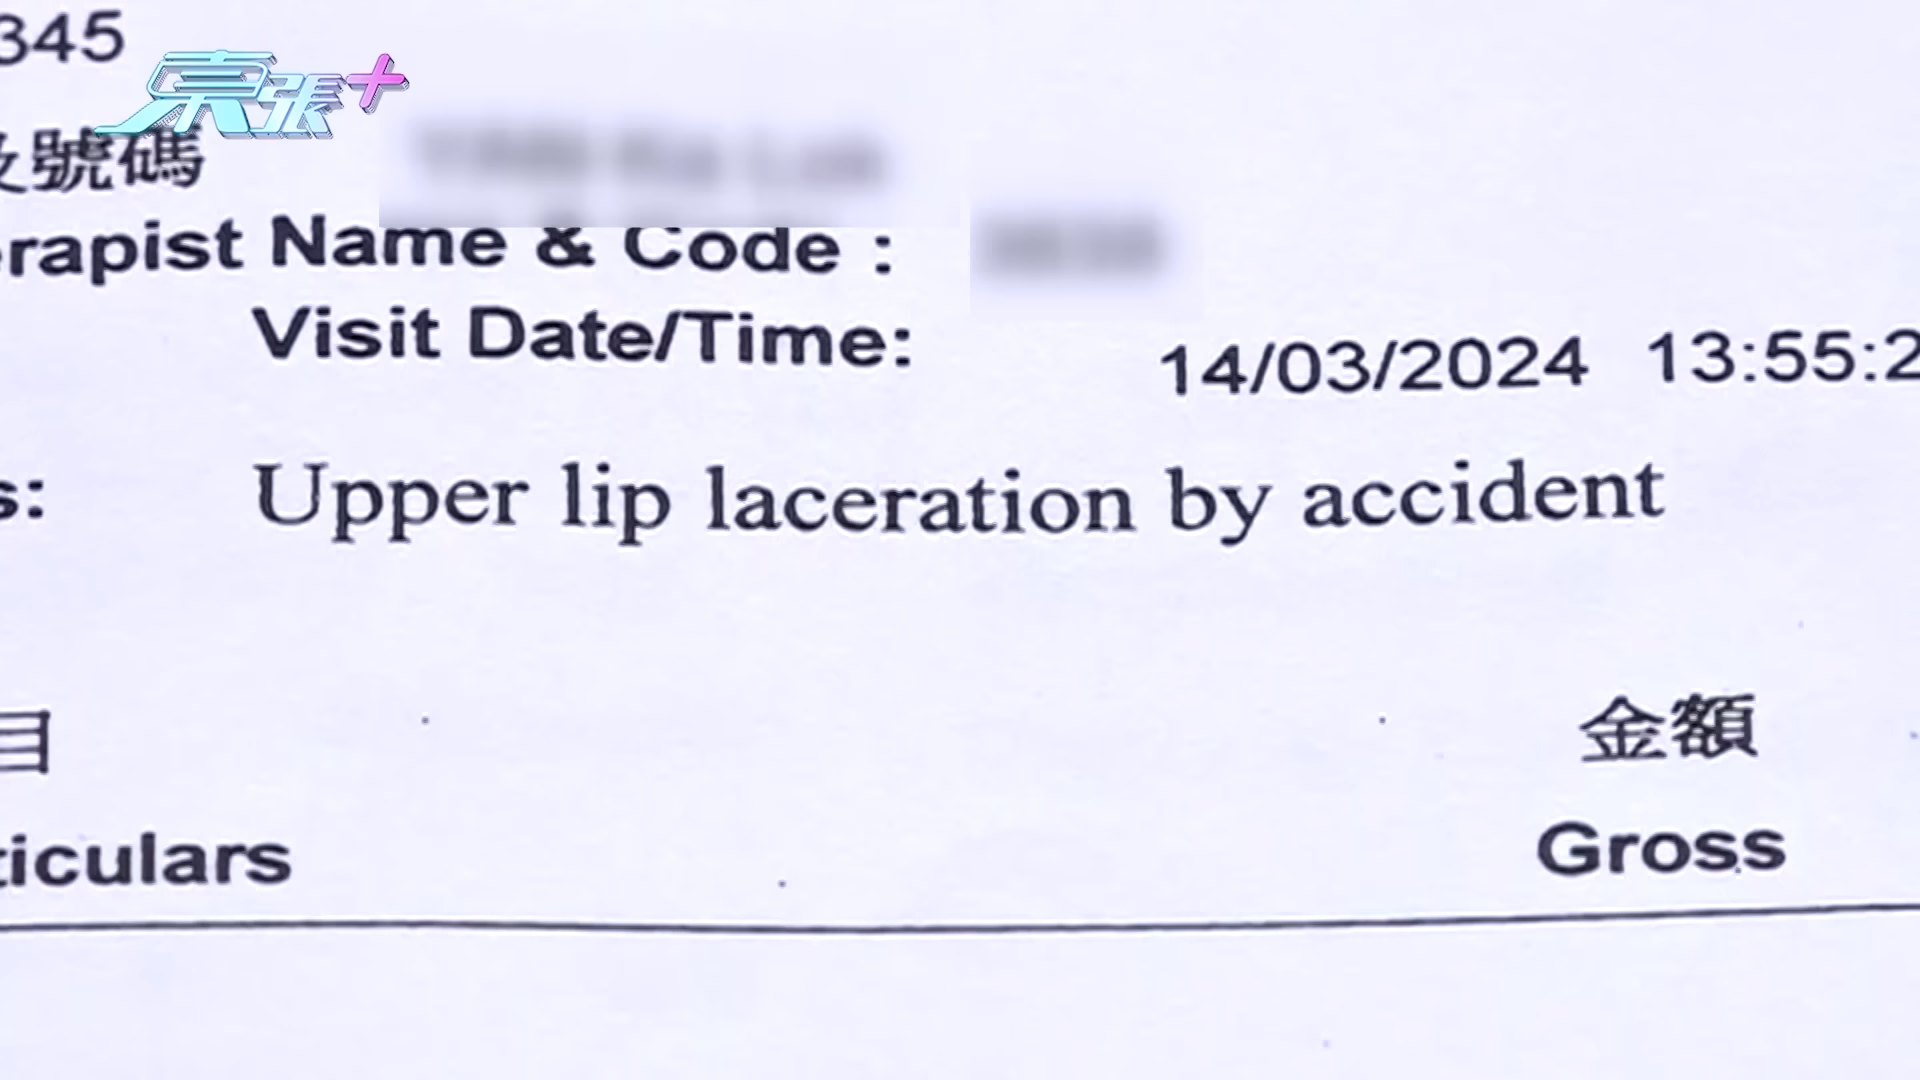 345
東張+
及號碼
erapist Name & Code :
Visit Date/Time: 14/03/2024 13:55:2
s: Upper lip laceration by accident
目 金額
ticulars Gross